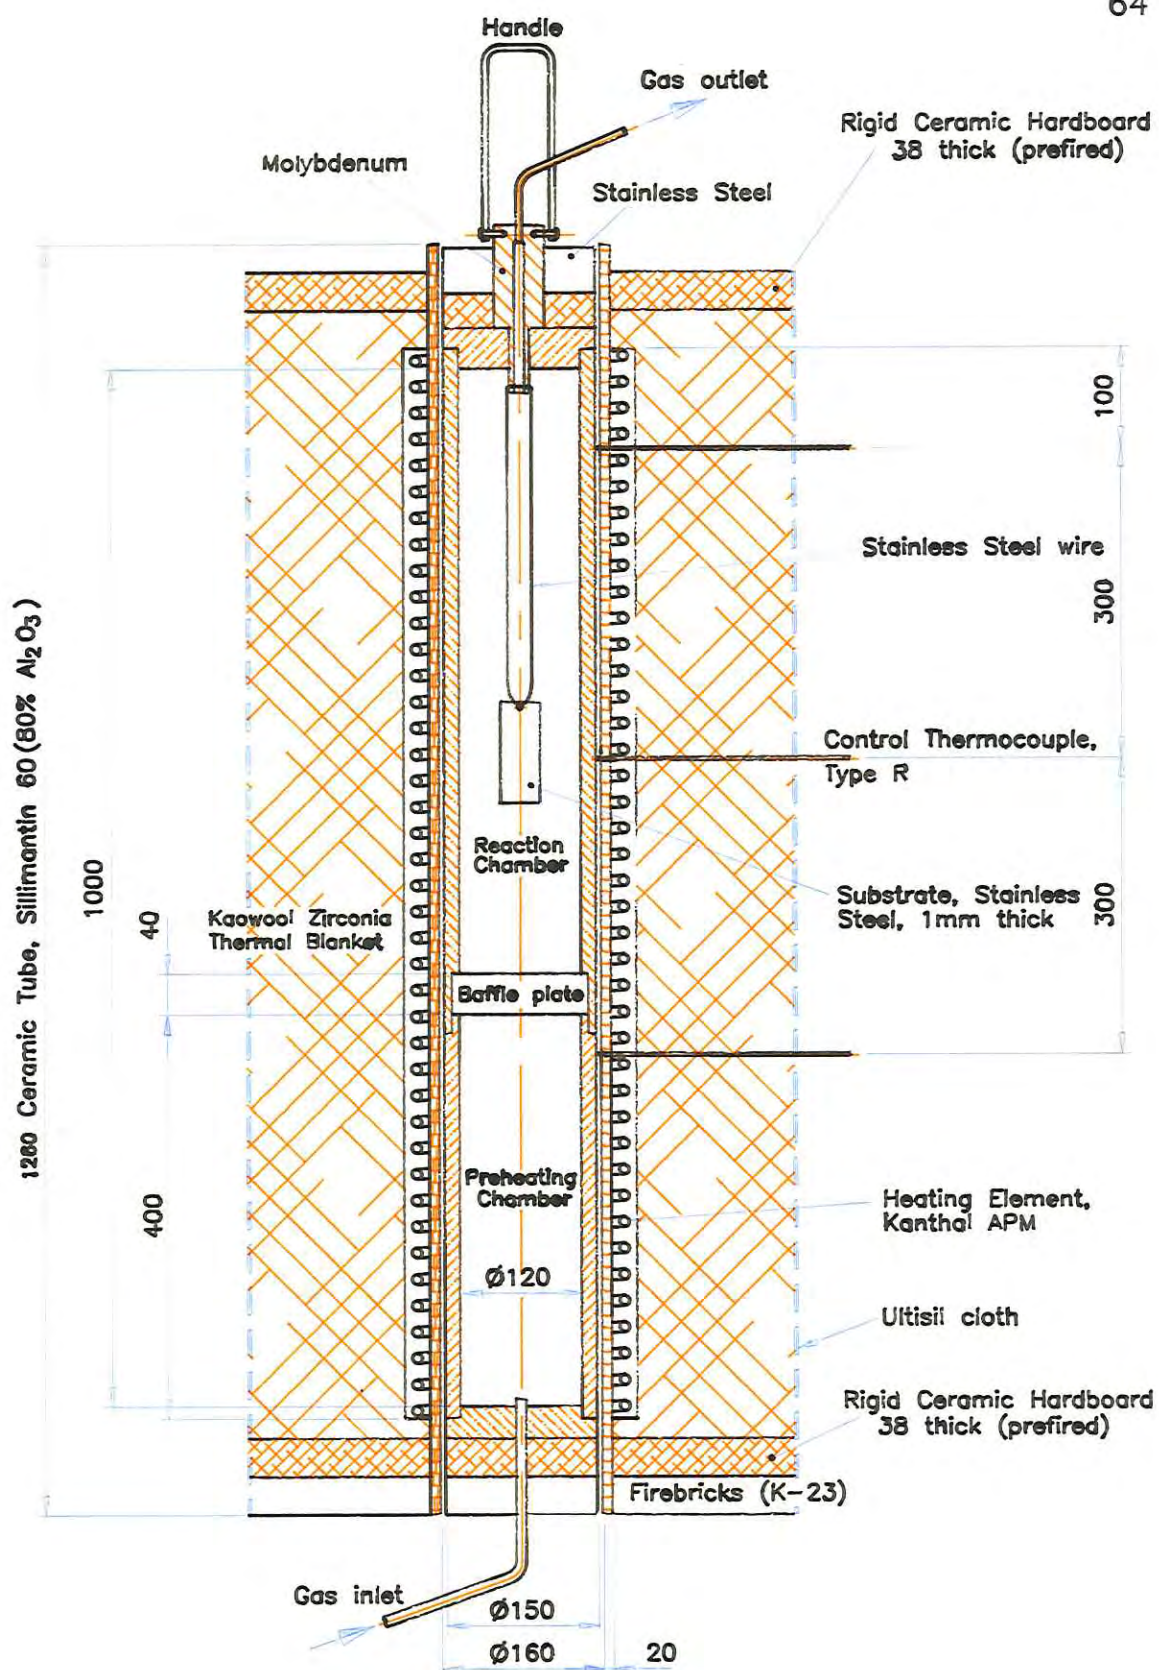 64
Handle
Gas outlet
Rigid Ceramic Hardboard
38 thick (prefired)
Molybdenum
Stainless Steel
100
Stainless Steel wire
300
1260 Ceramic Tube, Sillimantin 60(80% Al₂O₃)
Control Thermocouple,
Type R
Reaction
Chamber
1000
40
Kaowool Zirconia
Thermal Blanket
Substrate, Stainless
Steel, 1mm thick
300
Baffle plate
Preheating
Chamber
400
Heating Element,
Kanthal APM
Ø120
Ultisil cloth
Rigid Ceramic Hardboard
38 thick (prefired)
Firebricks (K-23)
Gas inlet
Ø150
Ø160
20